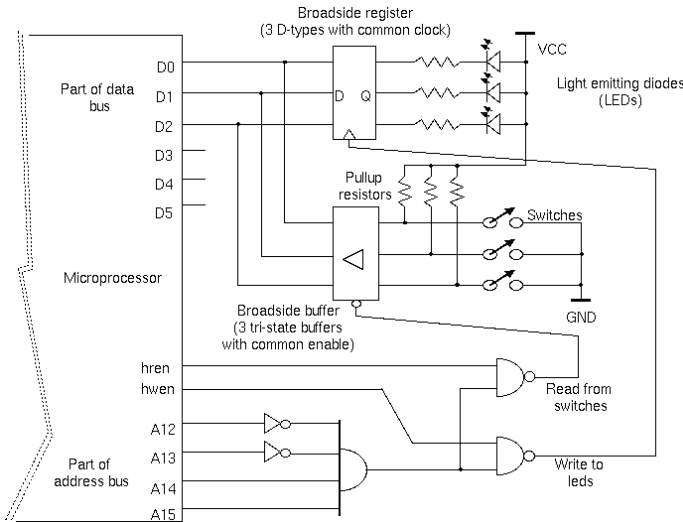 Broadside register
(3 D-types with common clock)
VCC
D0
D Q
Part of data
bus
D1
D2
Light emitting diodes
(LEDs)
D3
D4
D5
Pullup
resistors
Switches
Microprocessor
Broadside buffer
(3 tri-state buffers
with common enable)
GND
hren
hwen
Read from
switches
A12
A13
Part of
address bus
A14
A15
Write to
leds